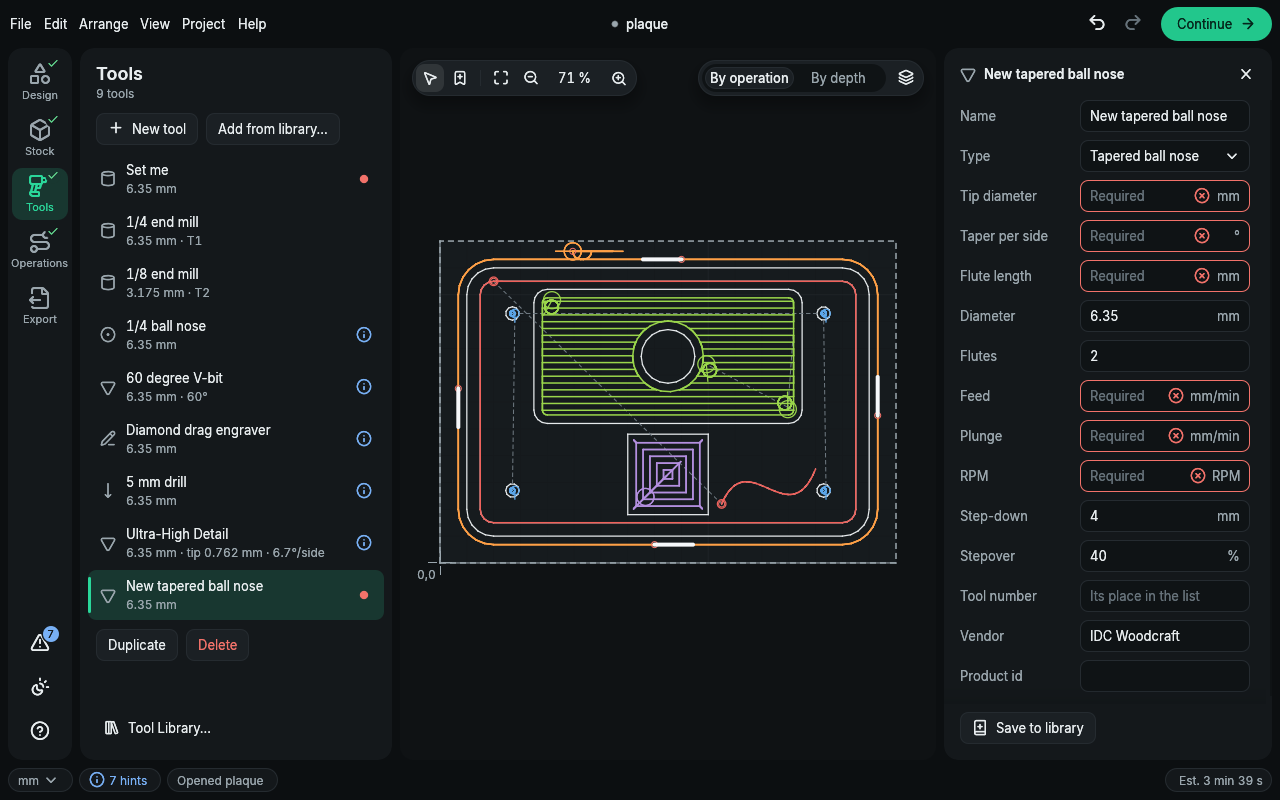 File Edit Arrange View Project Help
plaque
Continue
Design
Stock
Tools
Operations
Export
7
Tools
9 tools
New tool
Add from library...
Set me
6.35 mm
1/4 end mill
6.35 mm · T1
1/8 end mill
3.175 mm · T2
1/4 ball nose
6.35 mm
60 degree V-bit
6.35 mm · 60°
Diamond drag engraver
6.35 mm
5 mm drill
6.35 mm
Ultra-High Detail
6.35 mm · tip 0.762 mm · 6.7°/side
New tapered ball nose
6.35 mm
Duplicate
Delete
Tool Library...
71 %
By operation
By depth
0,0
New tapered ball nose
Name New tapered ball nose
Type Tapered ball nose
Tip diameter Required mm
Taper per side Required °
Flute length Required mm
Diameter 6.35 mm
Flutes 2
Feed Required mm/min
Plunge Required mm/min
RPM Required RPM
Step-down 4 mm
Stepover 40 %
Tool number Its place in the list
Vendor IDC Woodcraft
Product id
Save to library
mm
7 hints
Opened plaque
Est. 3 min 39 s